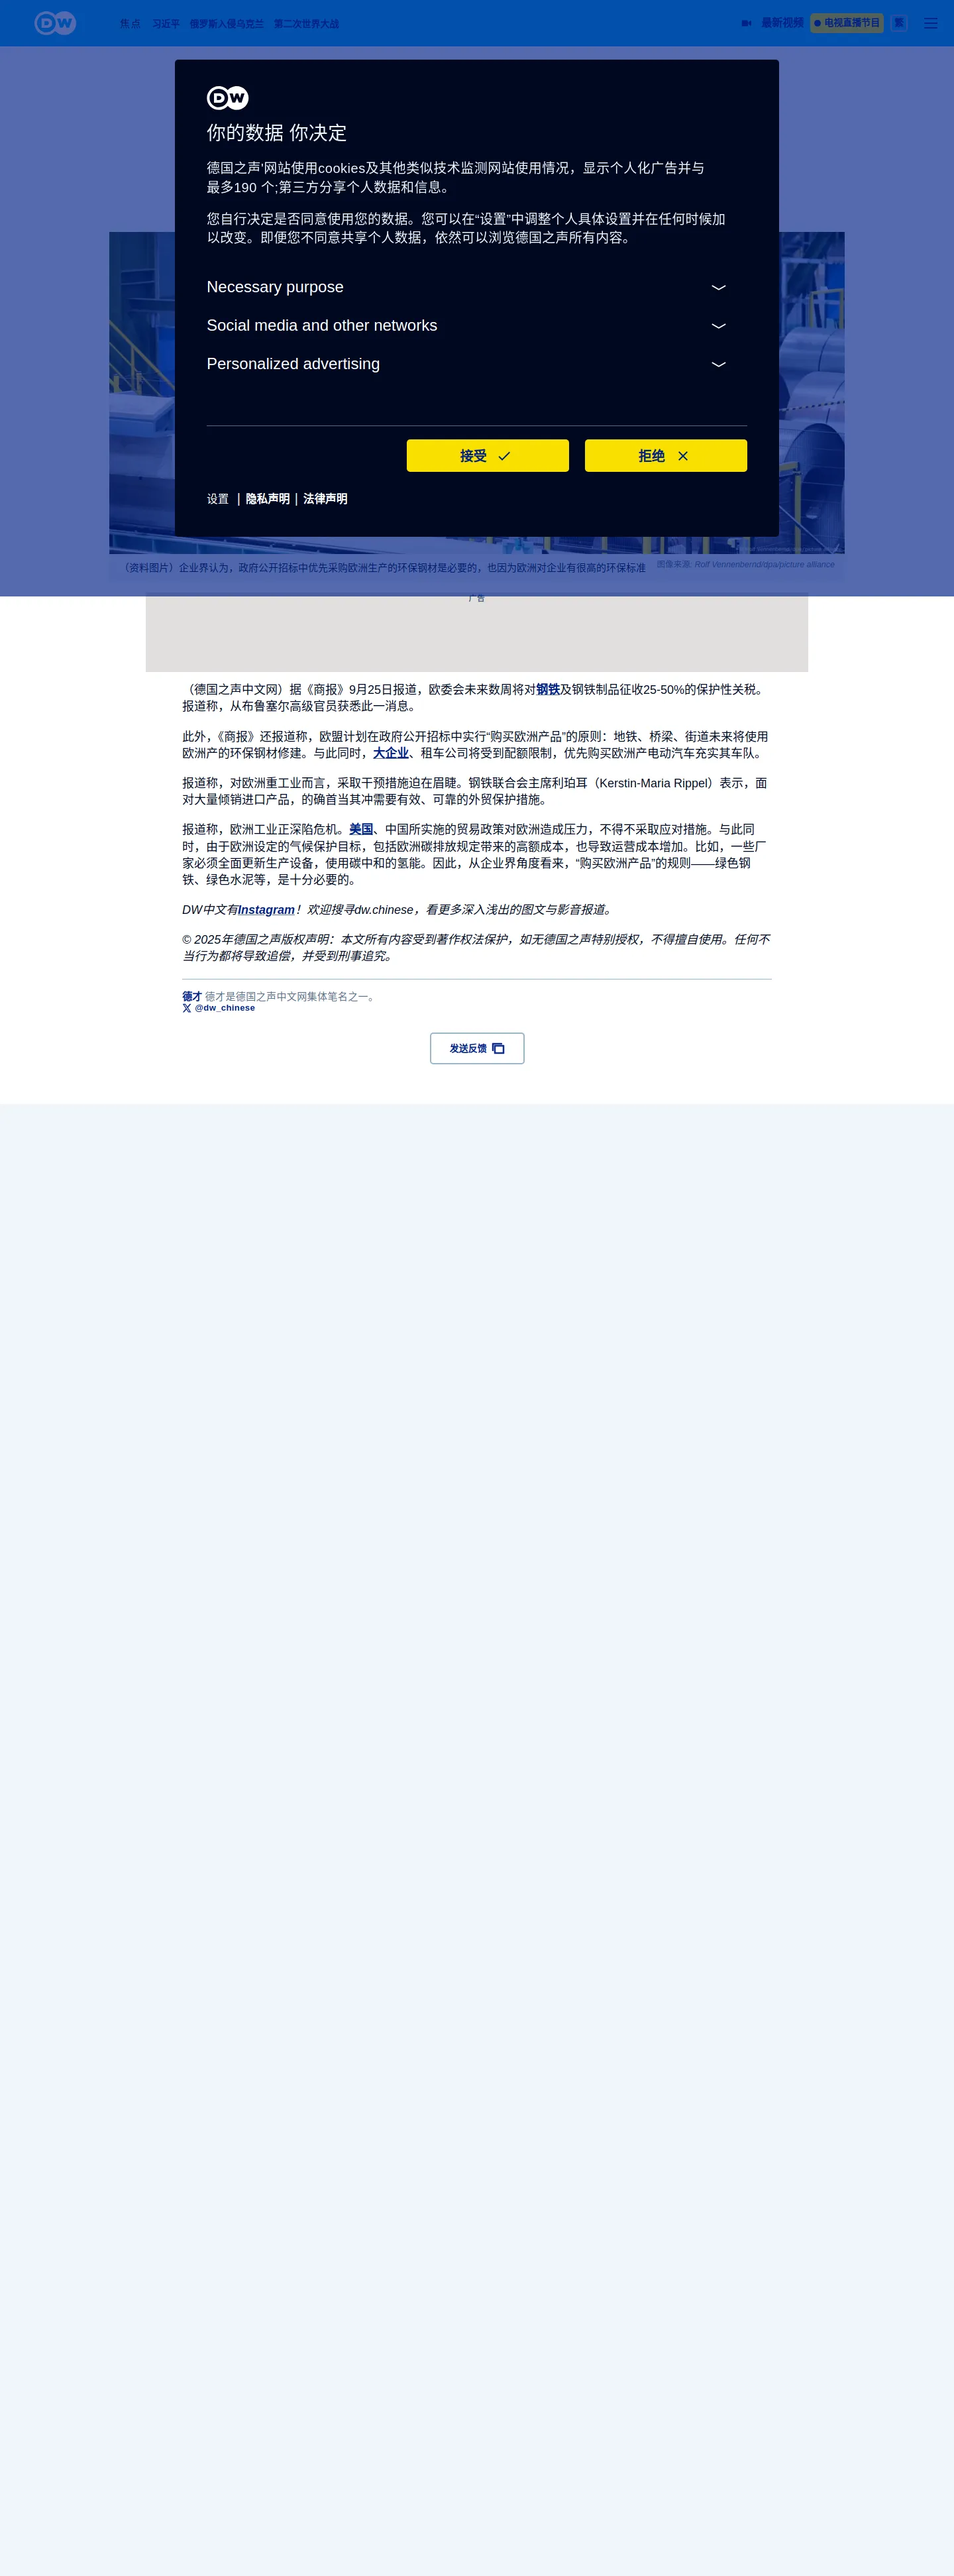 DW
焦点 习近平 俄罗斯入侵乌克兰 第二次世界大战 最新视频 电视直播节目 繁
DW
你的数据 你决定
德国之声'网站使用cookies及其他类似技术监测网站使用情况，显示个人化广告并与
最多190 个;第三方分享个人数据和信息。
您自行决定是否同意使用您的数据。您可以在“设置”中调整个人具体设置并在任何时候加
以改变。即便您不同意共享个人数据，依然可以浏览德国之声所有内容。
Necessary purpose
Social media and other networks
Personalized advertising
接受 拒绝
设置 | 隐私声明 | 法律声明
（资料图片）企业界认为，政府公开招标中优先采购欧洲生产的环保钢材是必要的，也因为欧洲对企业有很高的环保标准 图像来源: Rolf Vennenbernd/dpa/picture alliance
广告
（德国之声中文网）据《商报》9月25日报道，欧委会未来数周将对钢铁及钢铁制品征收25-50%的保护性关税。
报道称，从布鲁塞尔高级官员获悉此一消息。
此外，《商报》还报道称，欧盟计划在政府公开招标中实行“购买欧洲产品”的原则：地铁、桥梁、街道未来将使用
欧洲产的环保钢材修建。与此同时，大企业、租车公司将受到配额限制，优先购买欧洲产电动汽车充实其车队。
报道称，对欧洲重工业而言，采取干预措施迫在眉睫。钢铁联合会主席利珀耳（Kerstin-Maria Rippel）表示，面
对大量倾销进口产品，的确首当其冲需要有效、可靠的外贸保护措施。
报道称，欧洲工业正深陷危机。美国、中国所实施的贸易政策对欧洲造成压力，不得不采取应对措施。与此同
时，由于欧洲设定的气候保护目标，包括欧洲碳排放规定带来的高额成本，也导致运营成本增加。比如，一些厂
家必须全面更新生产设备，使用碳中和的氢能。因此，从企业界角度看来，“购买欧洲产品”的规则——绿色钢
铁、绿色水泥等，是十分必要的。
DW中文有Instagram！欢迎搜寻dw.chinese，看更多深入浅出的图文与影音报道。
© 2025年德国之声版权声明：本文所有内容受到著作权法保护，如无德国之声特别授权，不得擅自使用。任何不
当行为都将导致追偿，并受到刑事追究。
德才 德才是德国之声中文网集体笔名之一。
@dw_chinese
发送反馈